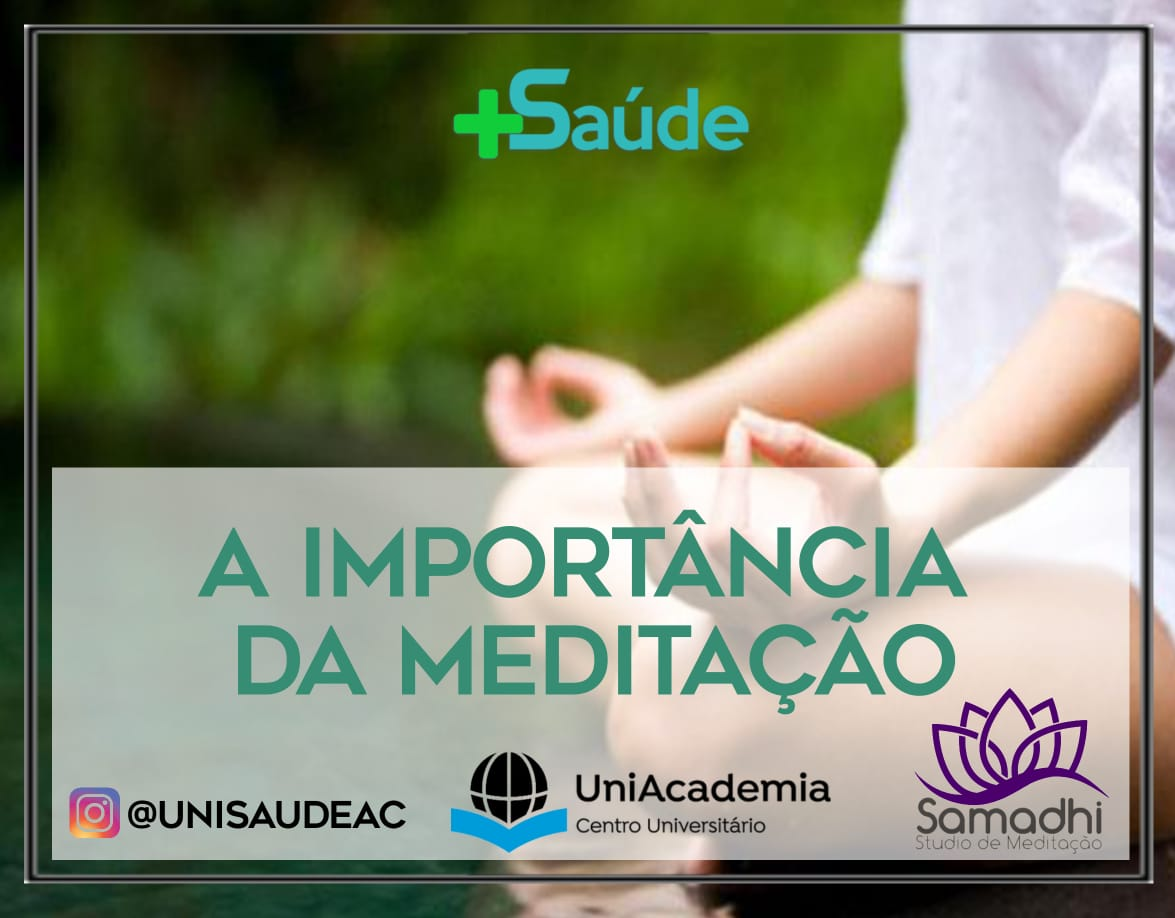 +Saúde
A IMPORTÂNCIA
DA MEDITAÇÃO
@UNISAUDEAC
UniAcademia
Centro Universitário
Samadhi
Studio de Meditação